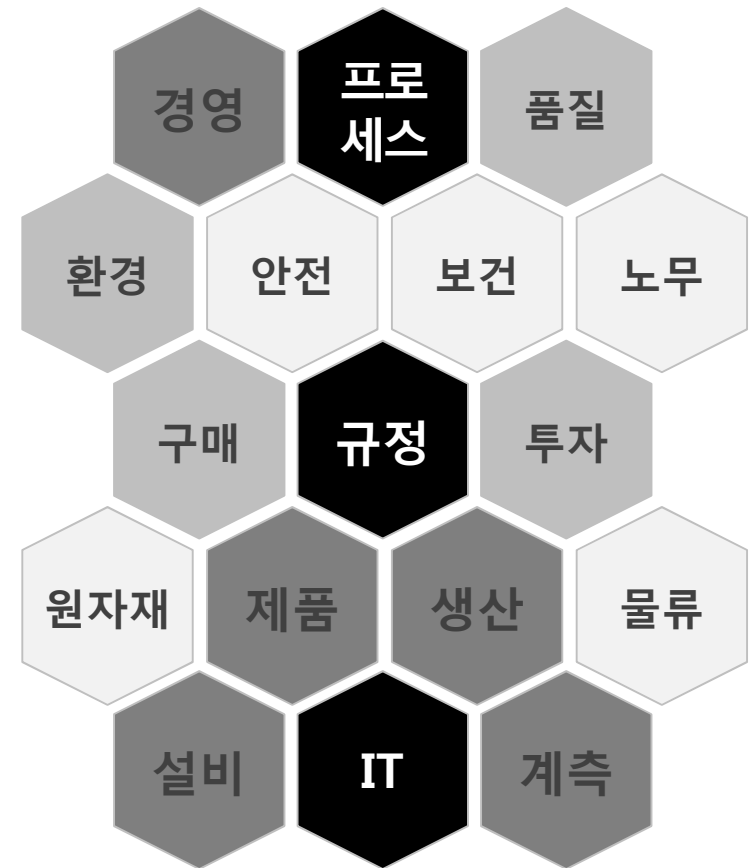 경영
프로
세스
품질
환경
안전
보건
노무
구매
규정
투자
원자재
제품
생산
물류
설비
IT
계측